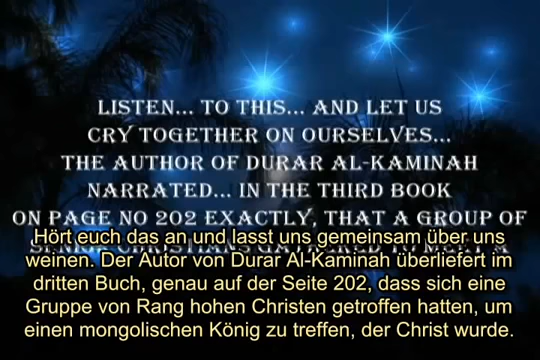 LISTEN... TO THIS... AND LET US
CRY TOGETHER ON OURSELVES...
THE AUTHOR OF DURAR AL-KAMINAH
NARRATED... IN THE THIRD BOOK
ON PAGE NO 202 EXACTLY, THAT A GROUP OF
Hört euch das an und lasst uns gemeinsam über uns
weinen. Der Autor von Durar Al-Kaminah überliefert im
dritten Buch, genau auf der Seite 202, dass sich eine
Gruppe von Rang hohen Christen getroffen hatten, um
einen mongolischen König zu treffen, der Christ wurde.